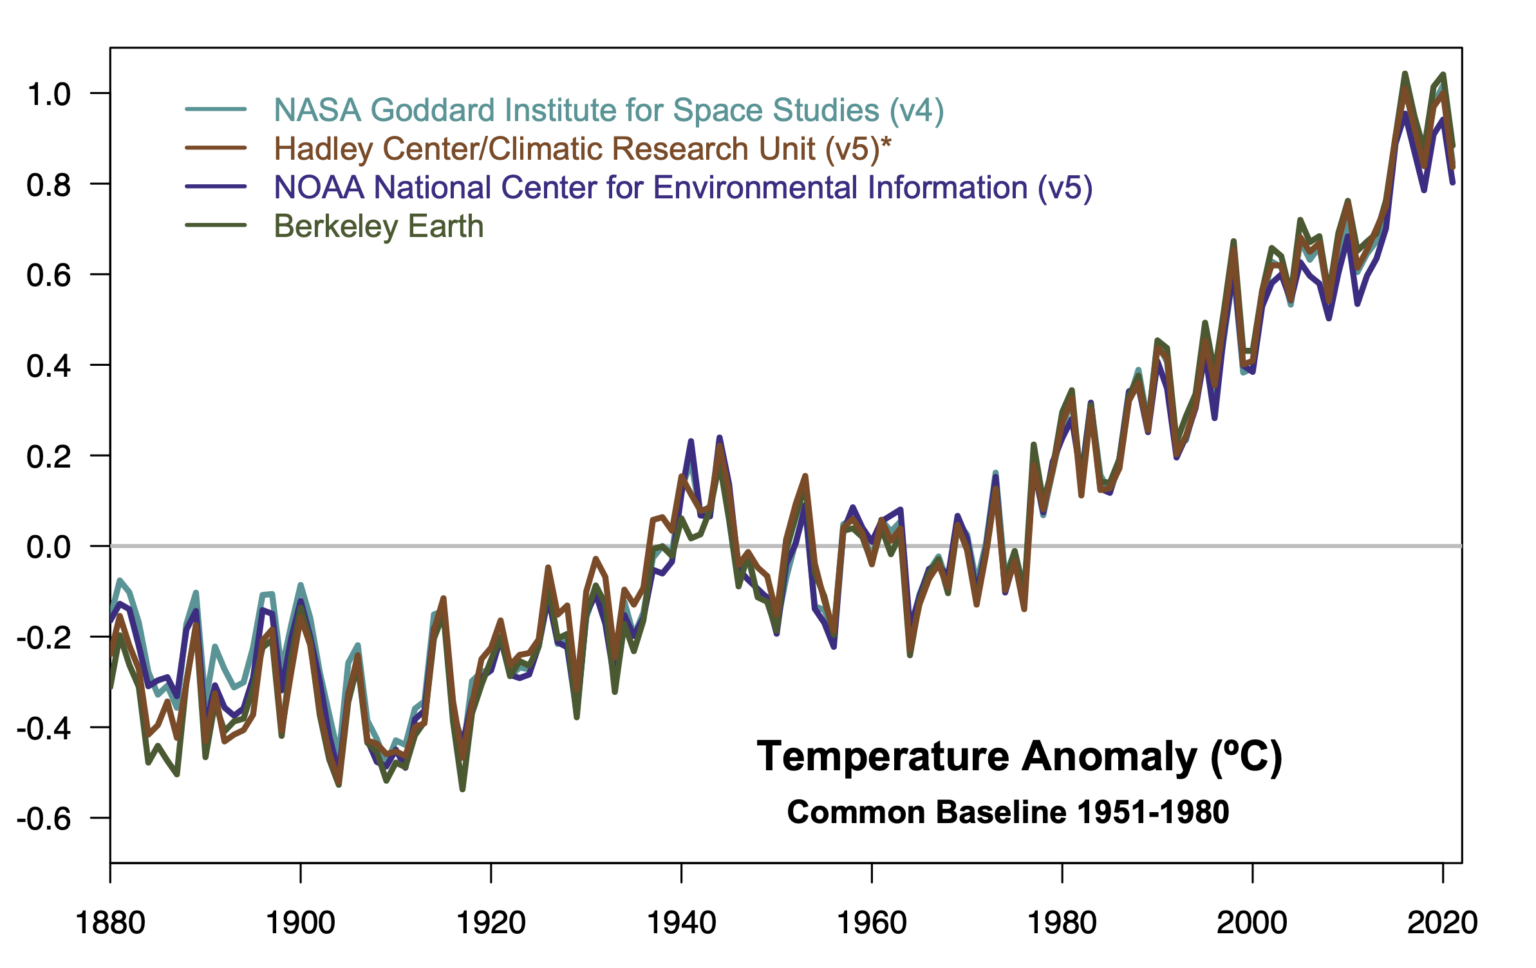 NASA Goddard Institute for Space Studies (v4)
Hadley Center/Climatic Research Unit (v5)*
NOAA National Center for Environmental Information (v5)
Berkeley Earth
1.0
0.8
0.6
0.4
0.2
0.0
-0.2
-0.4
-0.6
Temperature Anomaly (ºC)
Common Baseline 1951-1980
1880 1900 1920 1940 1960 1980 2000 2020